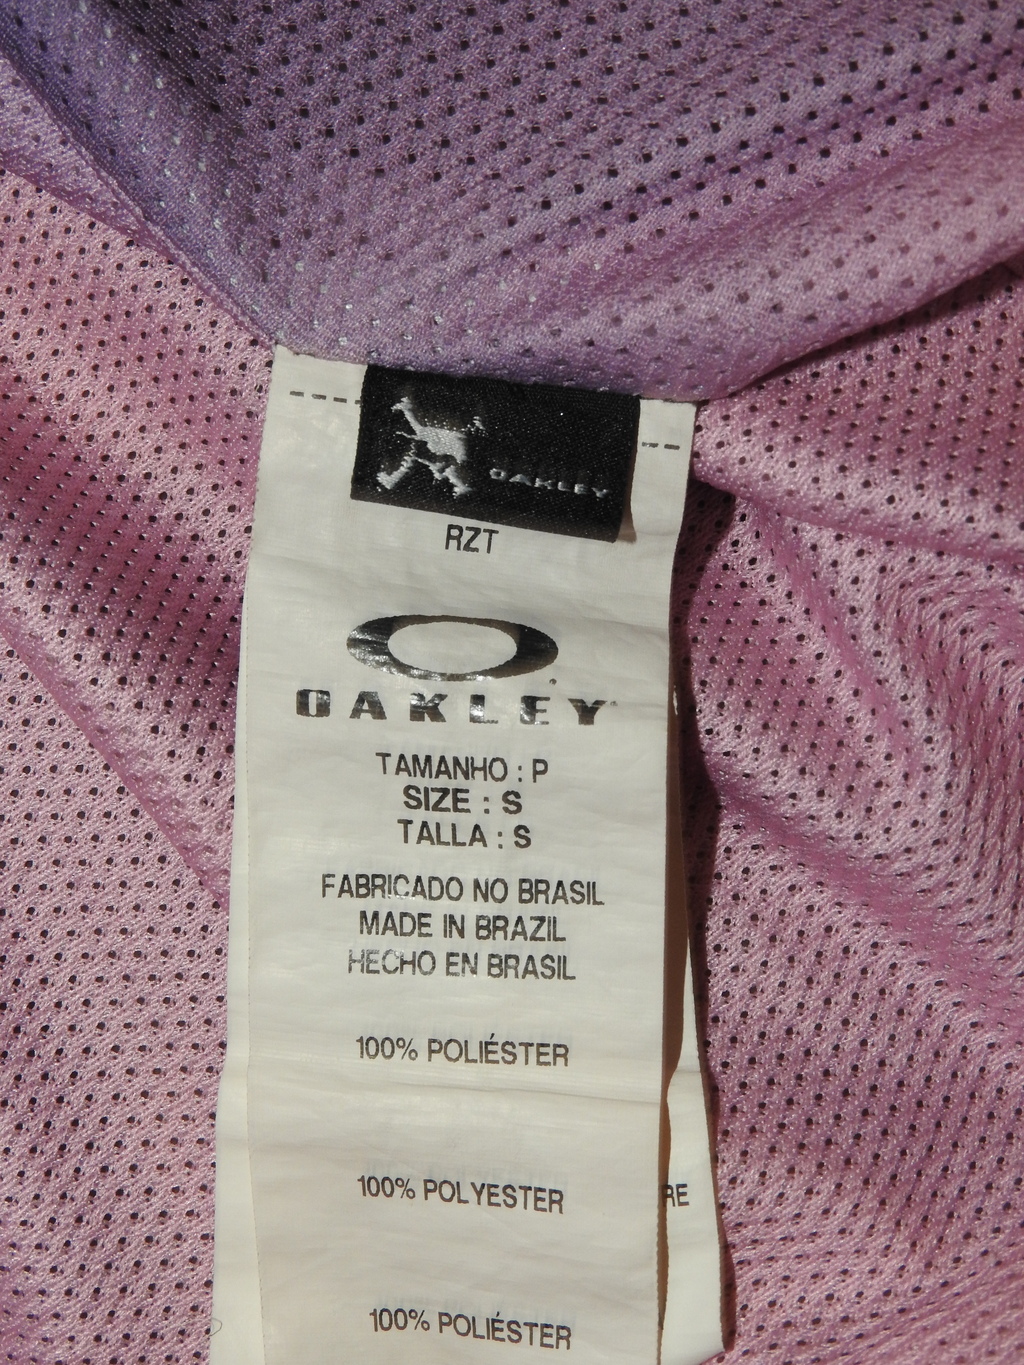 OAKLEY
RZT
OAKLEY
TAMANHO : P
SIZE : S
TALLA : S
FABRICADO NO BRASIL
MADE IN BRAZIL
HECHO EN BRASIL
100% POLIÉSTER
100% POLYESTER
RE
100% POLIÉSTER